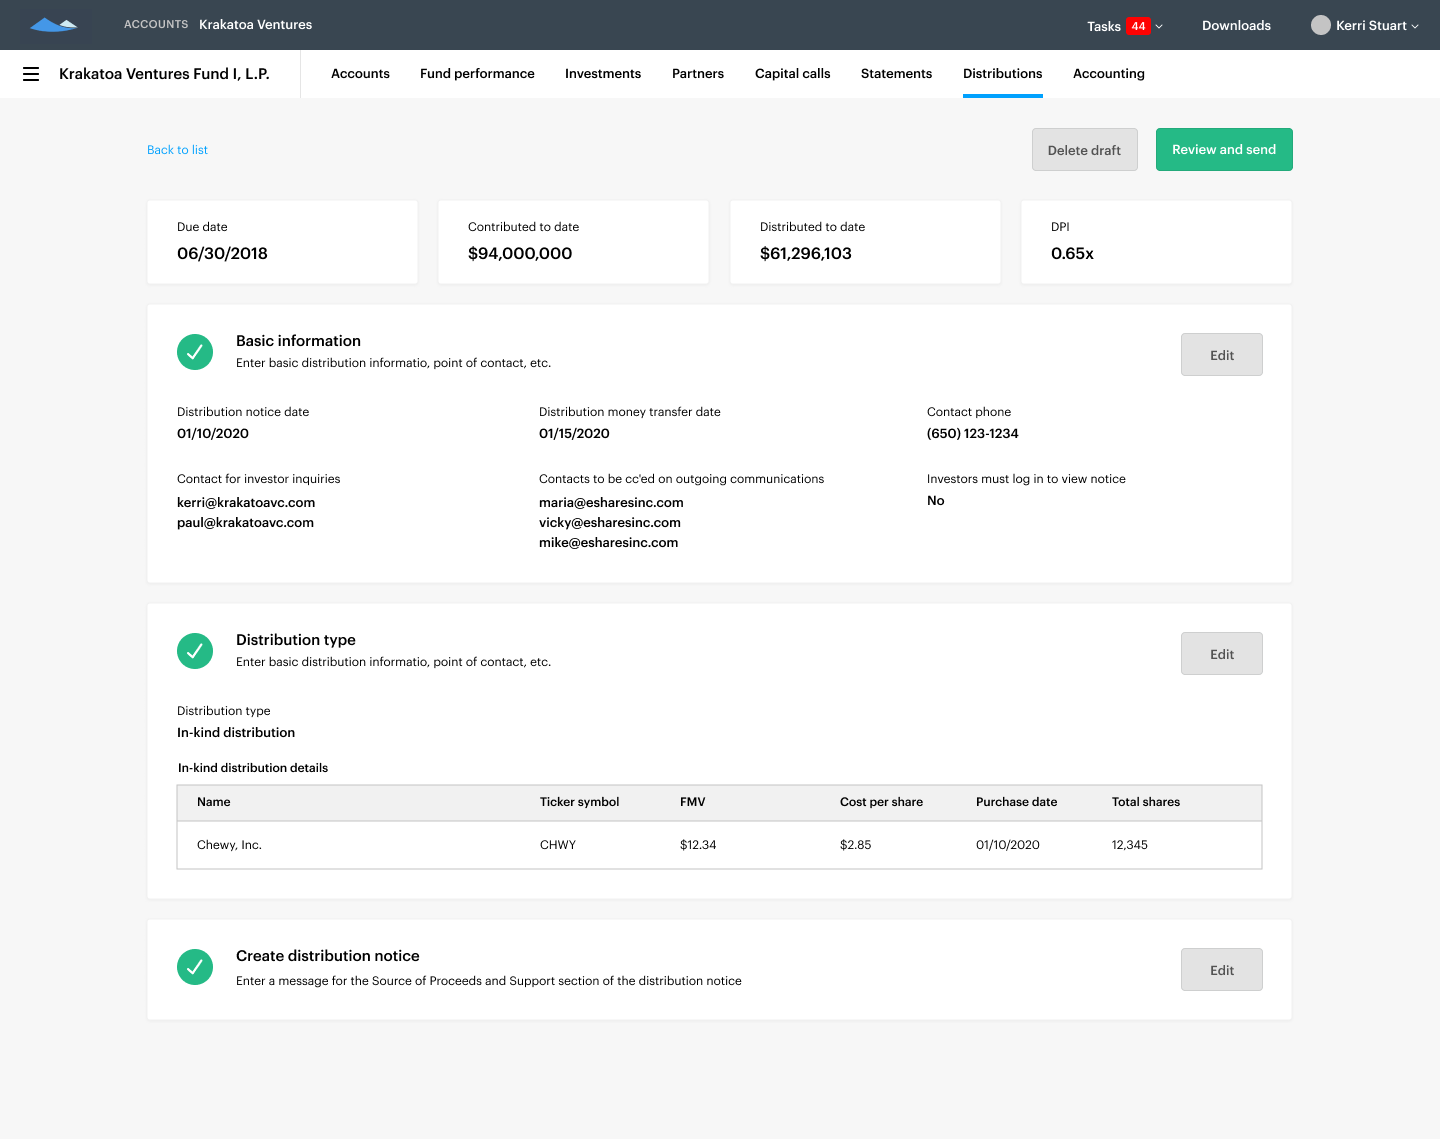 ACCOUNTS Krakatoa Ventures Tasks 44 Downloads Kerri Stuart
Krakatoa Ventures Fund I, L.P. Accounts Fund performance Investments Partners Capital calls Statements Distributions Accounting
Back to list Delete draft Review and send
Due date Contributed to date Distributed to date DPI
06/30/2018 $94,000,000 $61,296,103 0.65x
Basic information
Enter basic distribution informatio, point of contact, etc.
Edit
Distribution notice date Distribution money transfer date Contact phone
01/10/2020 01/15/2020 (650) 123-1234
Contact for investor inquiries Contacts to be cc'ed on outgoing communications Investors must log in to view notice
kerri@krakatoavc.com maria@esharesinc.com No
paul@krakatoavc.com vicky@esharesinc.com
mike@esharesinc.com
Distribution type
Enter basic distribution informatio, point of contact, etc.
Edit
Distribution type
In-kind distribution
In-kind distribution details
Name Ticker symbol FMV Cost per share Purchase date Total shares
Chewy, Inc. CHWY $12.34 $2.85 01/10/2020 12,345
Create distribution notice
Enter a message for the Source of Proceeds and Support section of the distribution notice
Edit